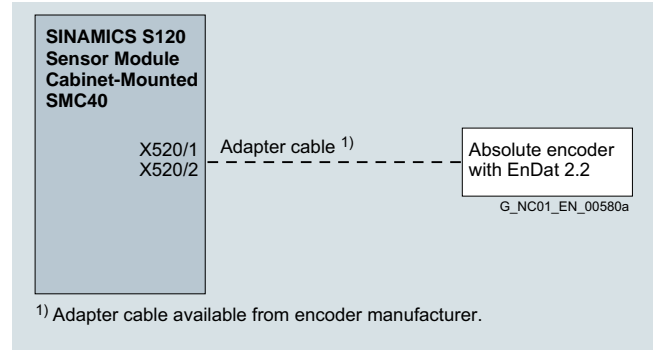 SINAMICS S120
Sensor Module
Cabinet-Mounted
SMC40
X520/1
X520/2
Adapter cable 1)
Absolute encoder
with EnDat 2.2
G_NC01_EN_00580a
1) Adapter cable available from encoder manufacturer.